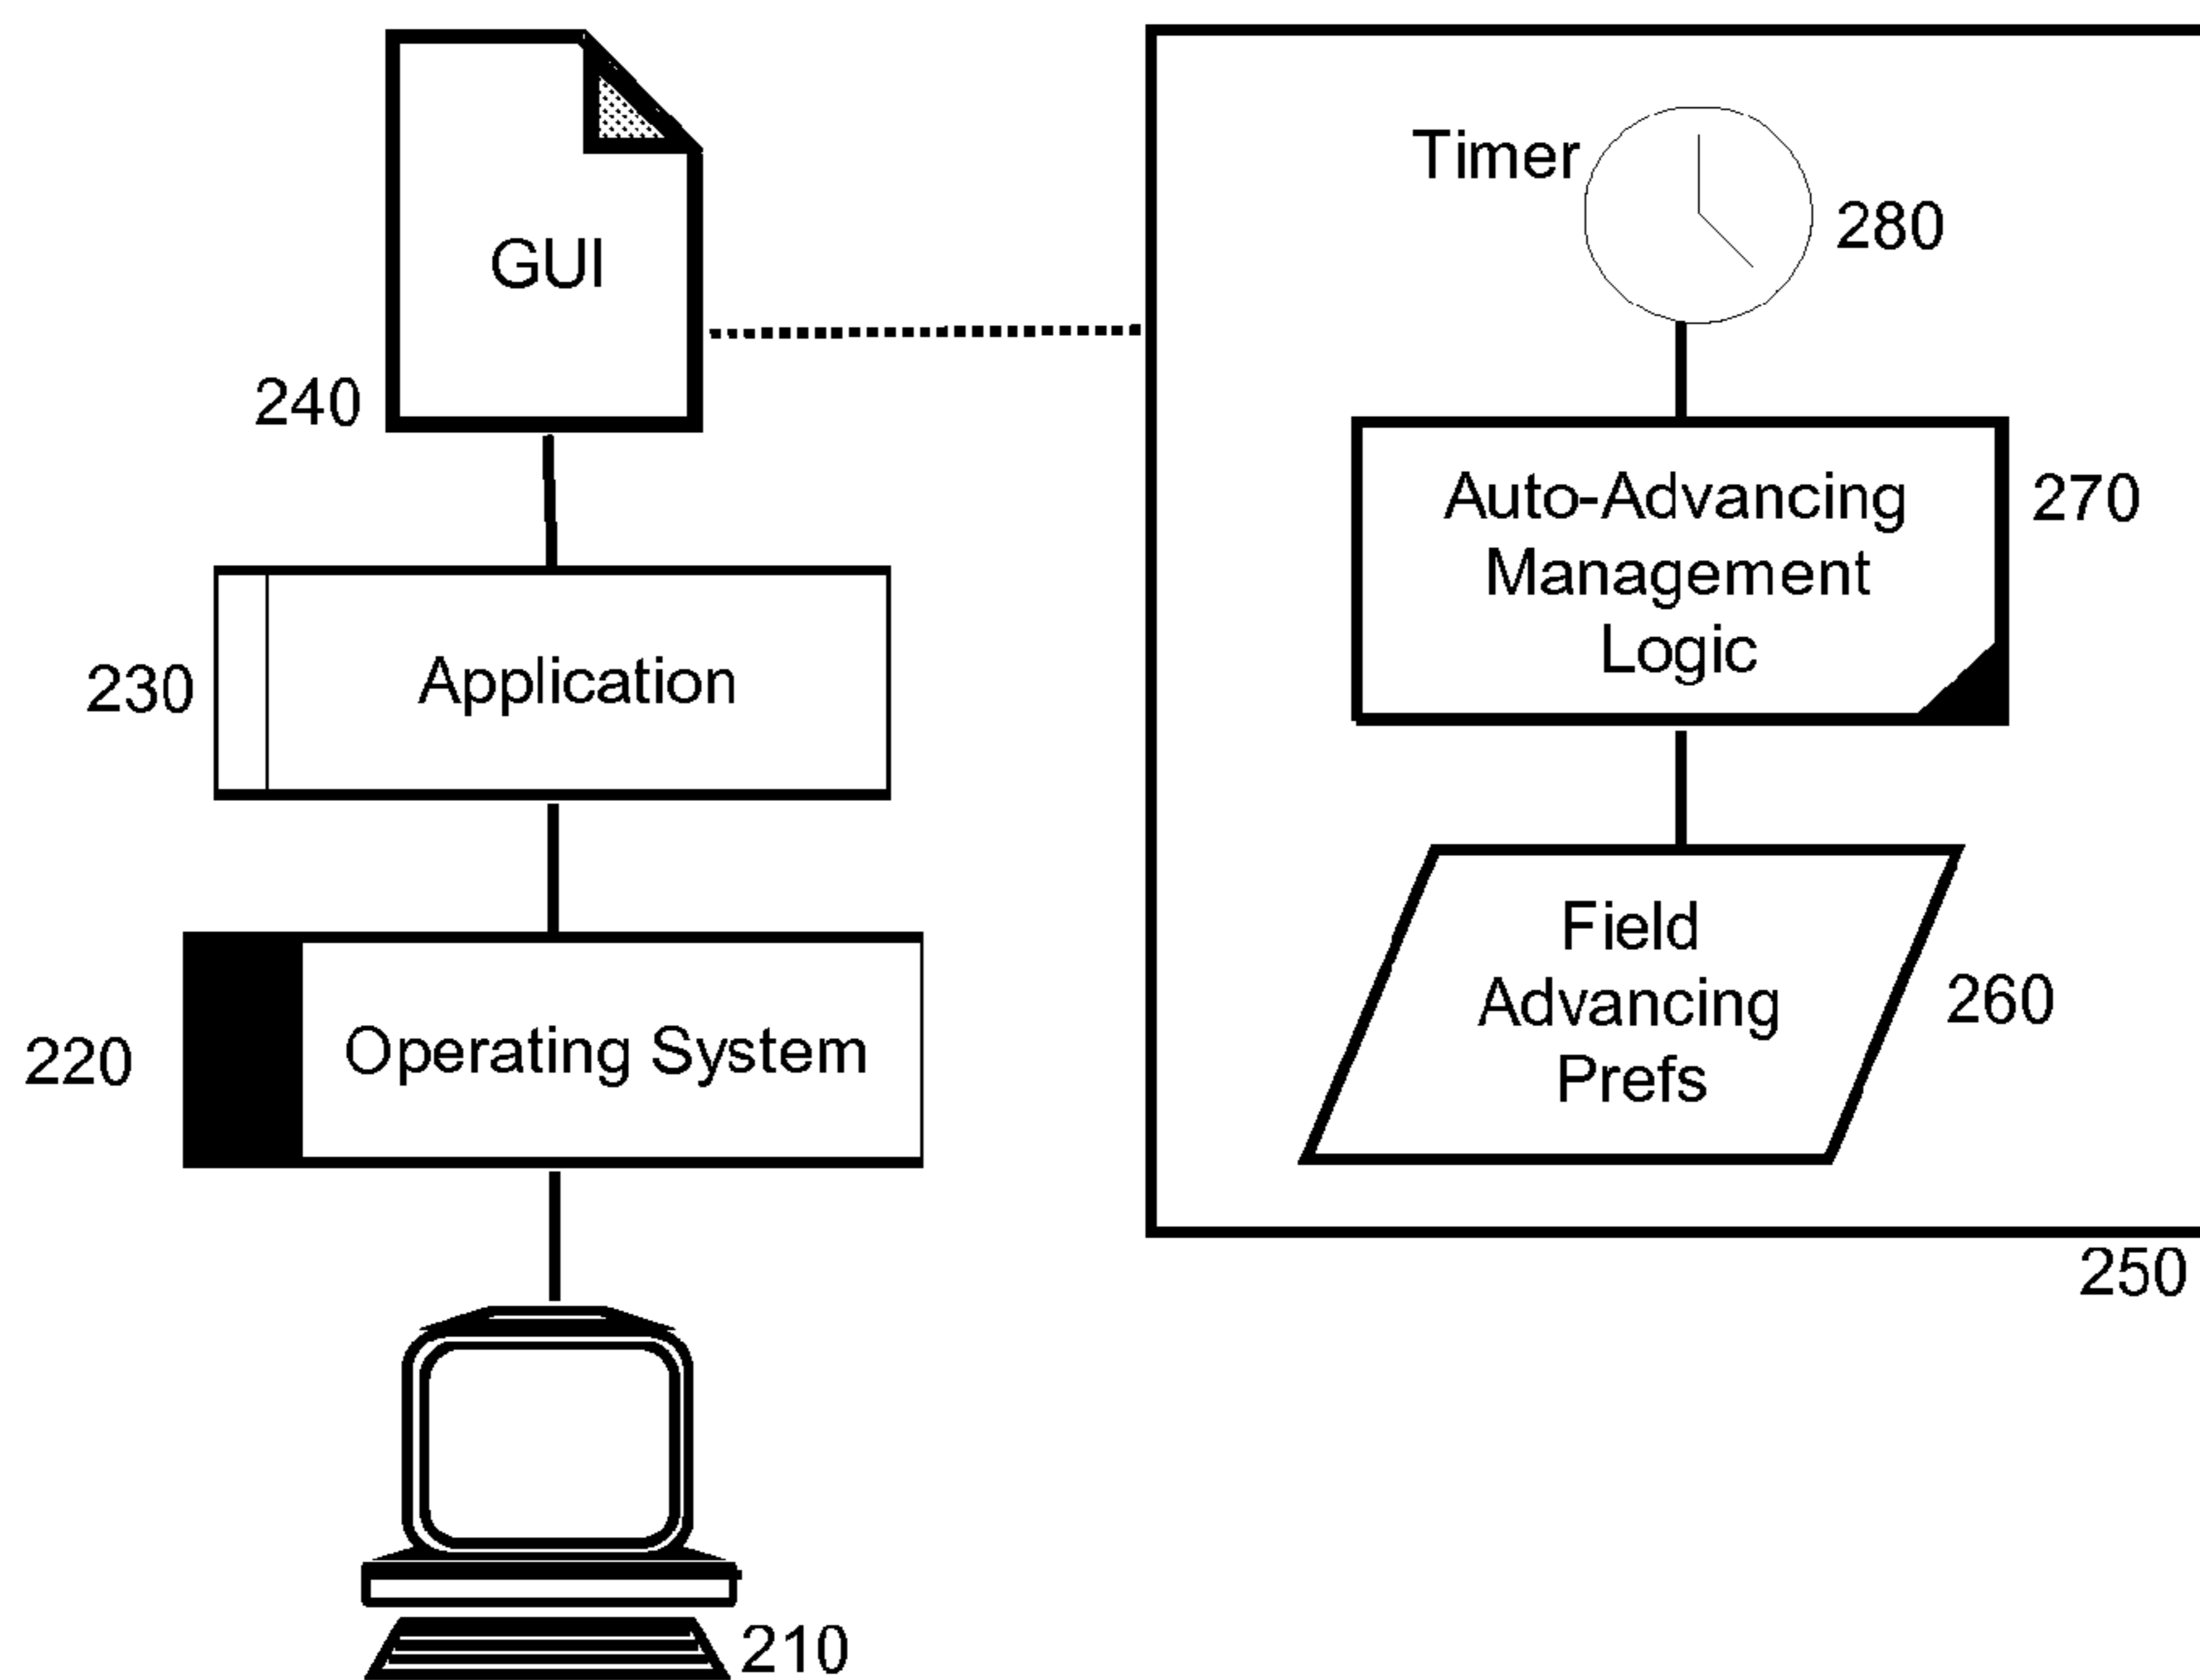 GUI
240
Application
230
Operating System
220
210
Timer
280
Auto-Advancing
Management
Logic
270
Field
Advancing
Prefs
260
250